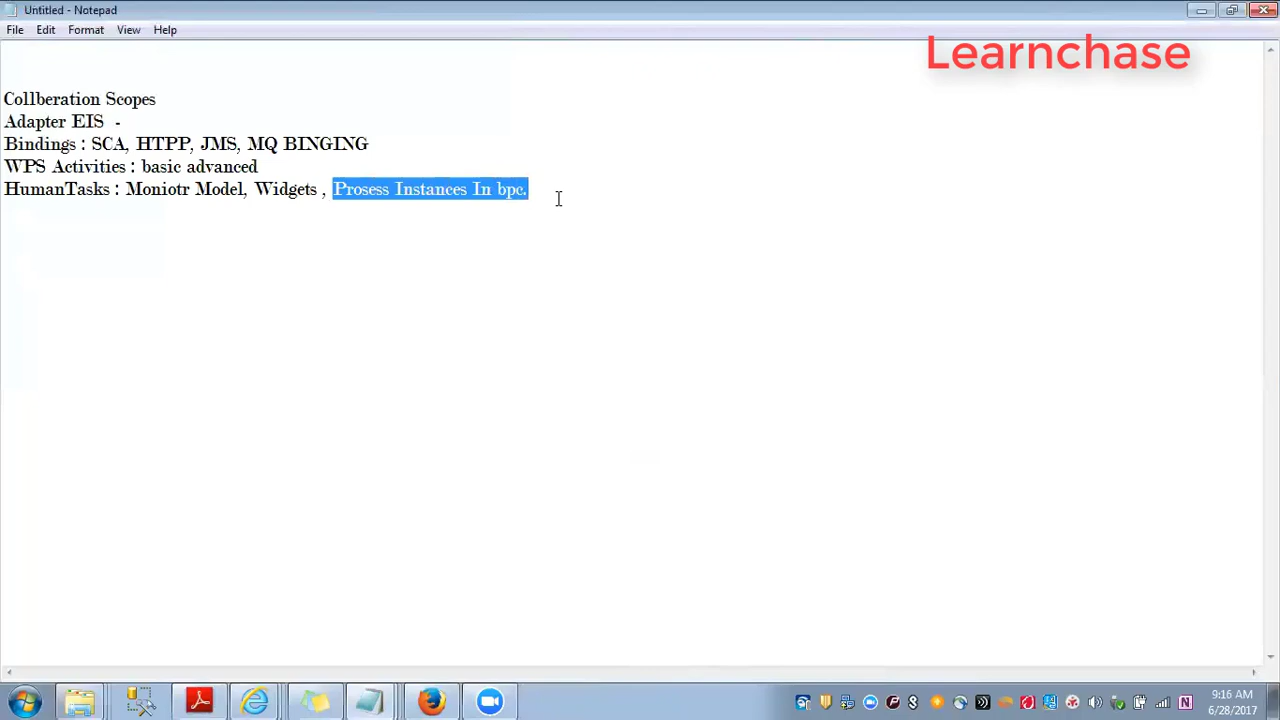 Untitled - Notepad
File Edit Format View Help
Learnchase
Collberation Scopes
Adapter EIS -
Bindings : SCA, HTPP, JMS, MQ BINGING
WPS Activities : basic advanced
HumanTasks : Moniotr Model, Widgets , Prosess Instances In bpc.
9:16 AM
6/28/2017